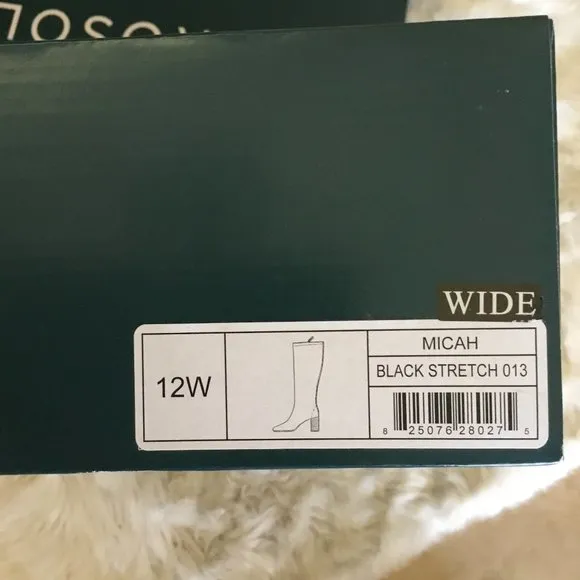 WIDE
12W
MICAH
BLACK STRETCH 013
8 25076 28027 5